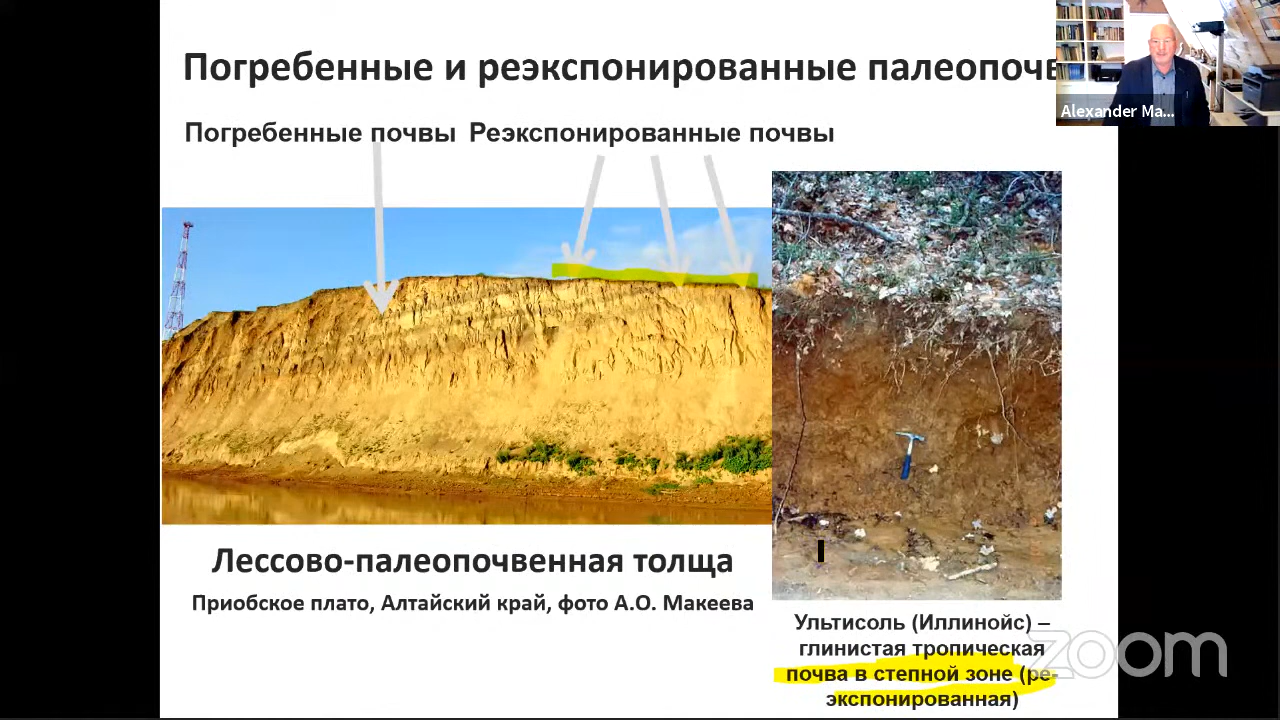 Погребенные и реэкспонированные палеопочв
Alexander Ma...
Погребенные почвы Реэкспонированные почвы
Лессово-палеопочвенная толща
Приобское плато, Алтайский край, фото А.О. Макеева
Ультисоль (Иллинойс) –
глинистая тропическая
почва в степной зоне (ре-
экспонированная)
zoom